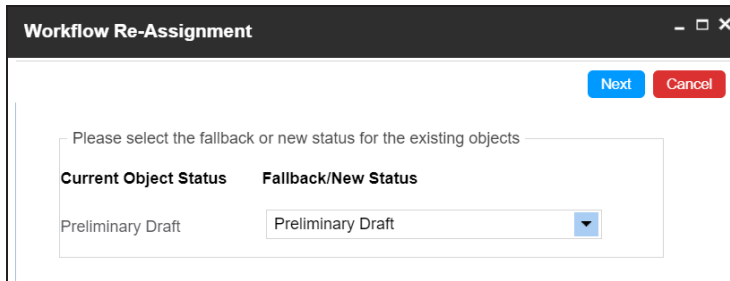 Workflow Re-Assignment
Next Cancel
Please select the fallback or new status for the existing objects
Current Object Status Fallback/New Status
Preliminary Draft Preliminary Draft